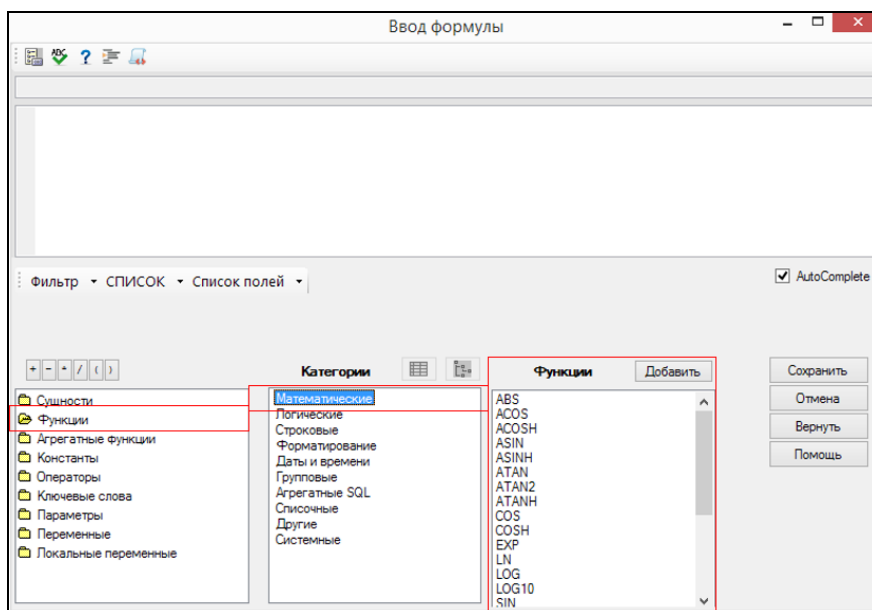 Ввод формулы
ABC
?
Фильтр СПИСОК Список полей
AutoComplete
+ - * / ( )
Категории
Функции
Добавить
Сущности
Функции
Агрегатные функции
Константы
Операторы
Ключевые слова
Параметры
Переменные
Локальные переменные
Математические
Логические
Строковые
Форматирование
Даты и времени
Групповые
Агрегатные SQL
Списочные
Другие
Системные
ABS
ACOS
ACOSH
ASIN
ASINH
ATAN
ATAN2
ATANH
COS
COSH
EXP
LN
LOG
LOG10
SIN
Сохранить
Отмена
Вернуть
Помощь